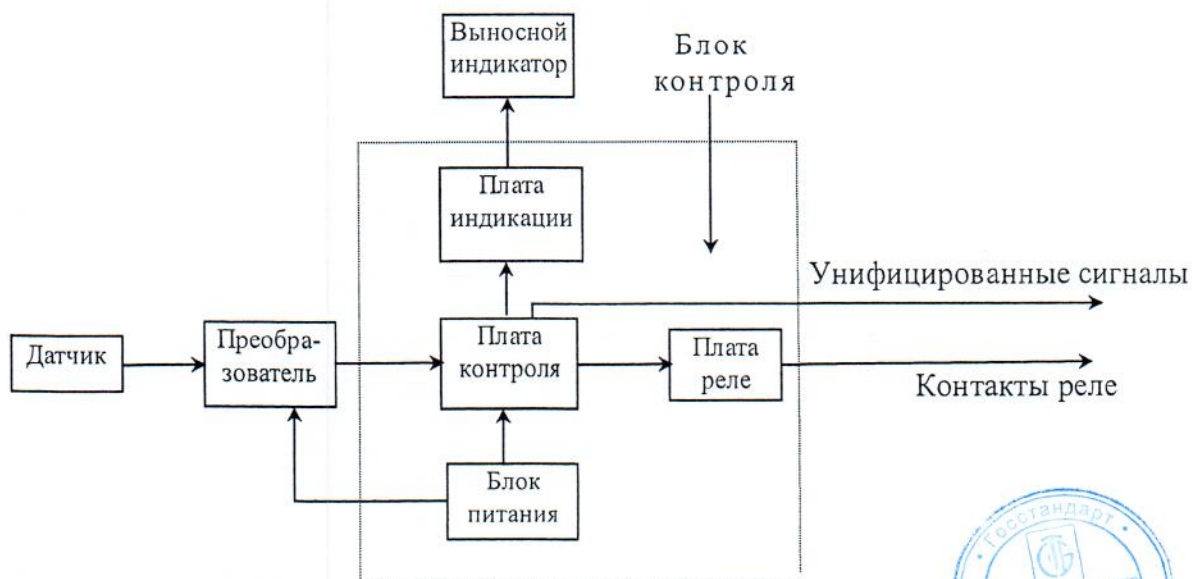 Выносной
индикатор
Блок
контроля
Плата
индикации
Унифицированные сигналы
Датчик
Преобра-
зователь
Плата
контроля
Плата
реле
Контакты реле
Блок
питания
Госстандарт